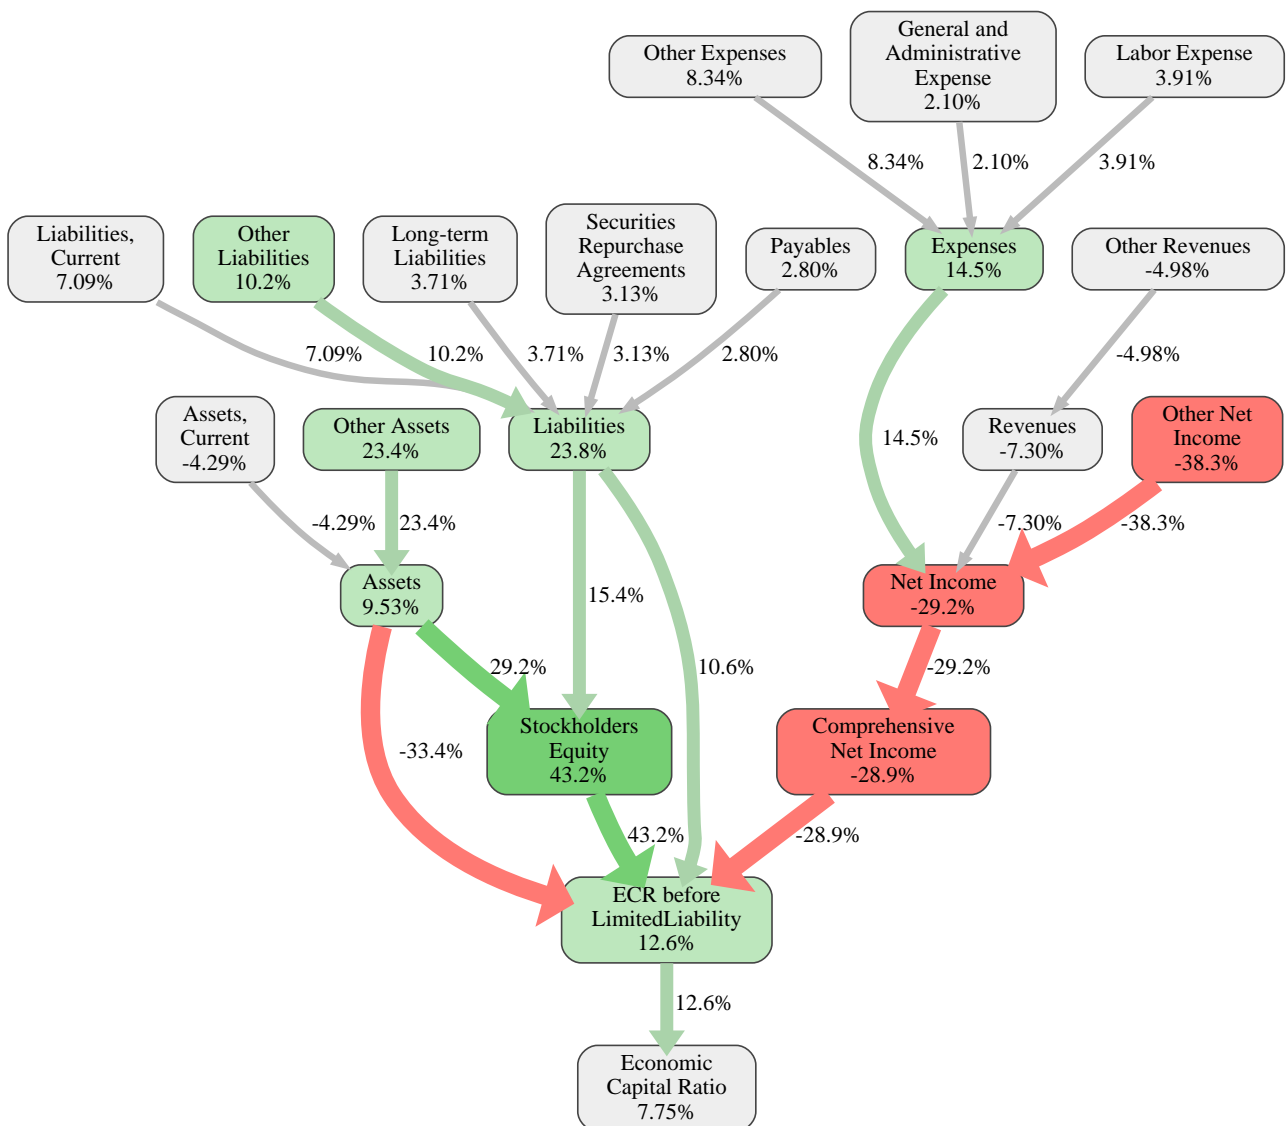 Other Expenses
8.34%
General and
Administrative
Expense
2.10%
Labor Expense
3.91%
8.34%
2.10%
3.91%
Liabilities,
Current
7.09%
Other
Liabilities
10.2%
Long-term
Liabilities
3.71%
Securities
Repurchase
Agreements
3.13%
Payables
2.80%
Expenses
14.5%
Other Revenues
-4.98%
7.09%
10.2%
3.71%
3.13%
2.80%
-4.98%
Assets,
Current
-4.29%
Other Assets
23.4%
Liabilities
23.8%
14.5%
Revenues
-7.30%
Other Net
Income
-38.3%
-4.29%
23.4%
-7.30%
-38.3%
Assets
9.53%
15.4%
Net Income
-29.2%
29.2%
10.6%
-29.2%
-33.4%
Stockholders
Equity
43.2%
Comprehensive
Net Income
-28.9%
43.2%
-28.9%
ECR before
LimitedLiability
12.6%
12.6%
Economic
Capital Ratio
7.75%